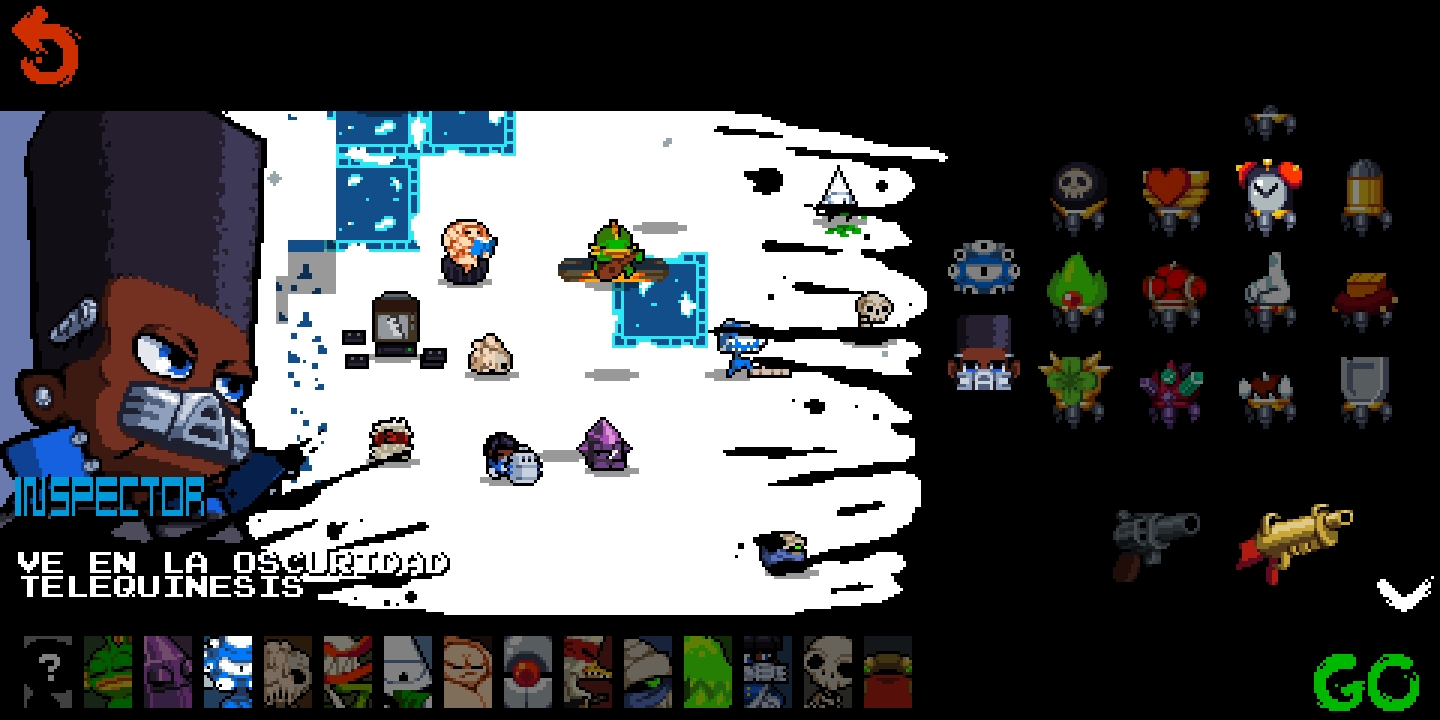 INSPECTOR
VE EN LA OSCURIDAD
TELEQUINESIS
?
GO